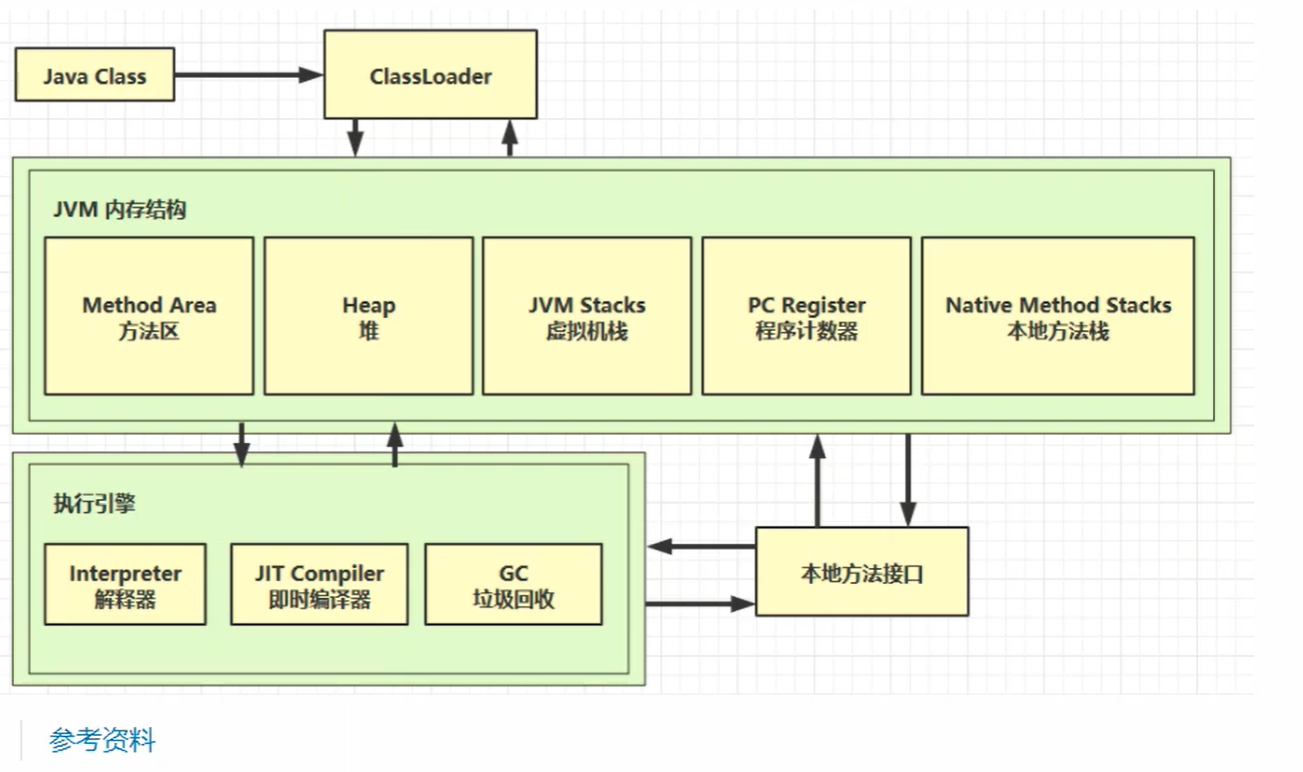 Java Class
ClassLoader
JVM 内存结构
Method Area
方法区
Heap
堆
JVM Stacks
虚拟机栈
PC Register
程序计数器
Native Method Stacks
本地方法栈
执行引擎
Interpreter
解释器
JIT Compiler
即时编译器
GC
垃圾回收
本地方法接口
参考资料